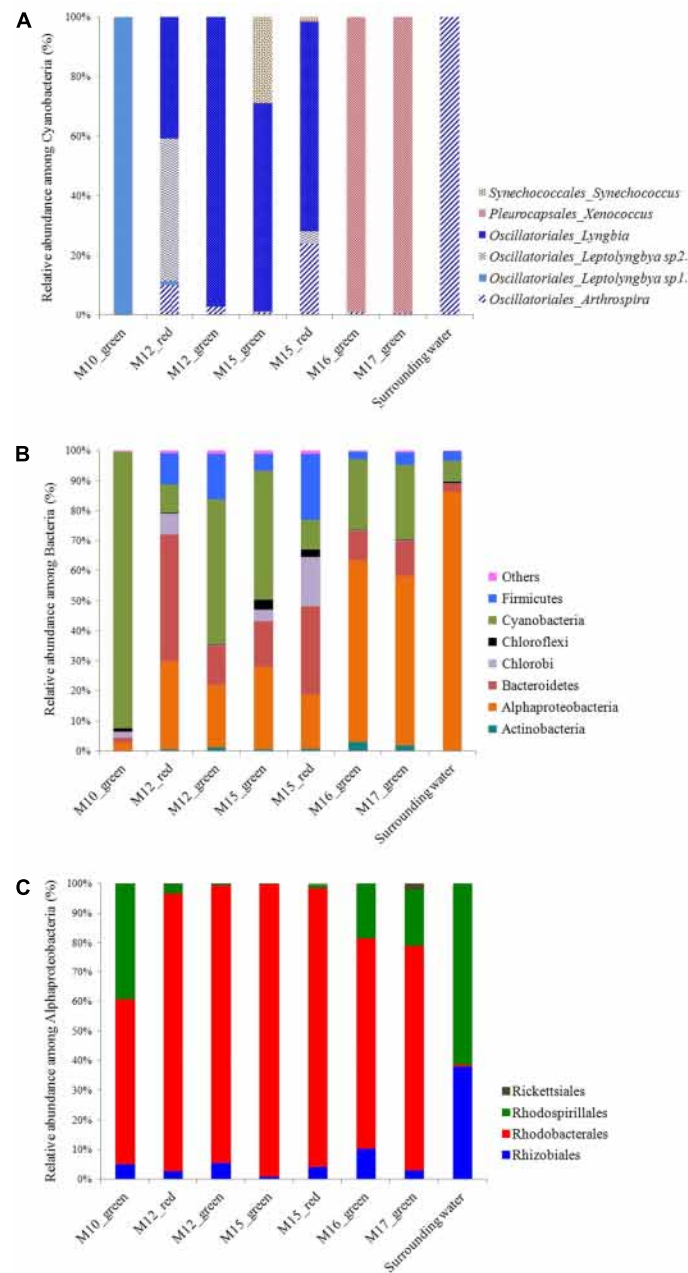 A
Relative abundance among Cyanobacteria (%)
100%
80%
60%
40%
20%
0%
M10_green
M12_red
M12_green
M15_green
M15_red
M16_green
M17_green
Surrounding water
Synechococcales_Synechococcus
Pleurocapsales_Xenococcus
Oscillatoriales_Lyngbia
Oscillatoriales_Leptolyngbya sp2.
Oscillatoriales_Leptolyngbya sp1.
Oscillatoriales_Arthrospira
B
Relative abundance among Bacteria (%)
100%
90%
80%
70%
60%
50%
40%
30%
20%
10%
0%
M10_green
M12_red
M12_green
M15_green
M15_red
M16_green
M17_green
Surrounding water
Others
Firmicutes
Cyanobacteria
Chloroflexi
Chlorobi
Bacteroidetes
Alphaproteobacteria
Actinobacteria
C
Relative abundance among Alphaproteobacteria (%)
100%
90%
80%
70%
60%
50%
40%
30%
20%
10%
0%
M10_green
M12_red
M12_green
M15_green
M15_red
M16_green
M17_green
Surrounding water
Rickettsiales
Rhodospirillales
Rhodobacterales
Rhizobiales